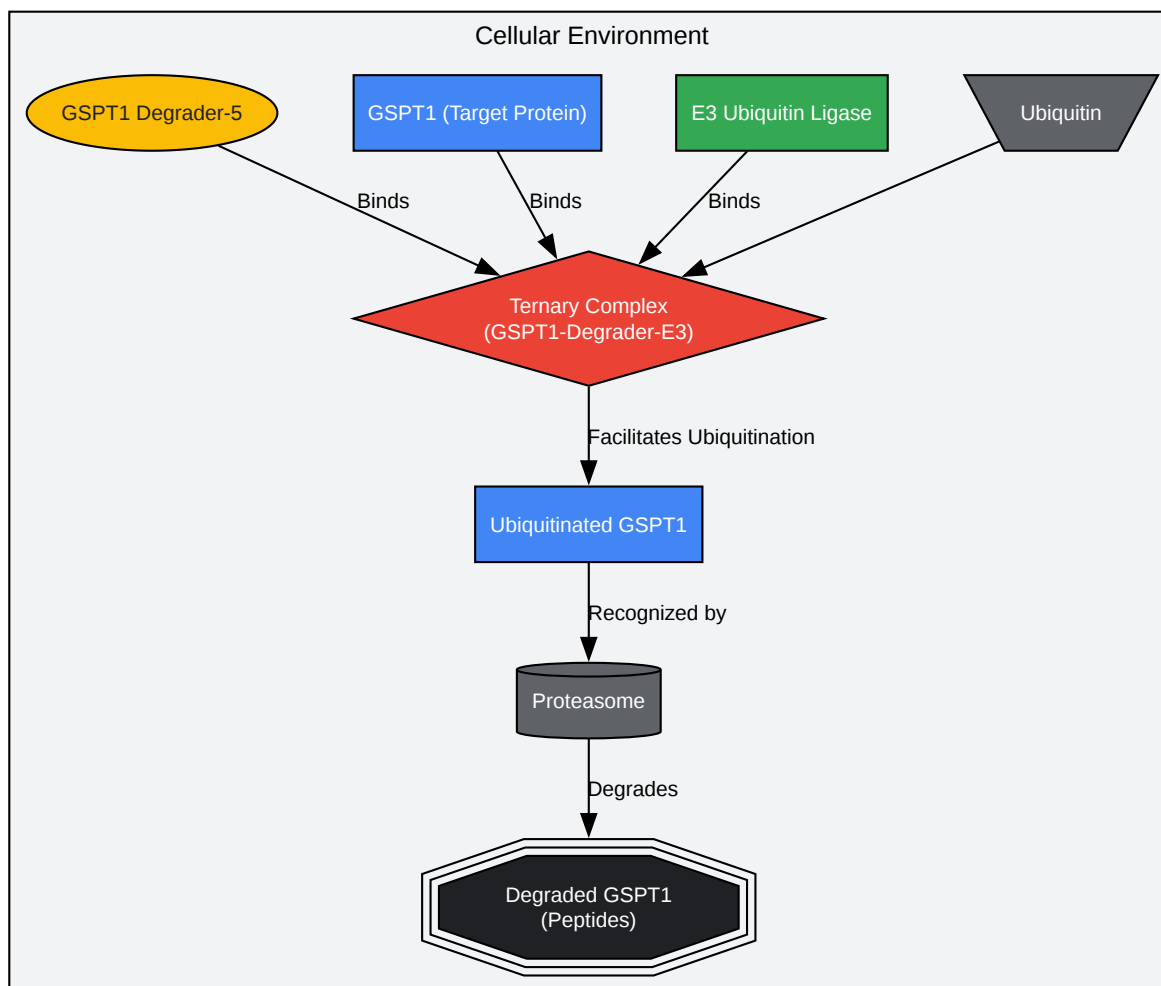 Cellular Environment
GSPT1 Degrader-5
GSPT1 (Target Protein)
E3 Ubiquitin Ligase
Ubiquitin
Binds
Binds
Binds
Ternary Complex
(GSPT1-Degrader-E3)
Facilitates Ubiquitination
Ubiquitinated GSPT1
Recognized by
Proteasome
Degrades
Degraded GSPT1
(Peptides)